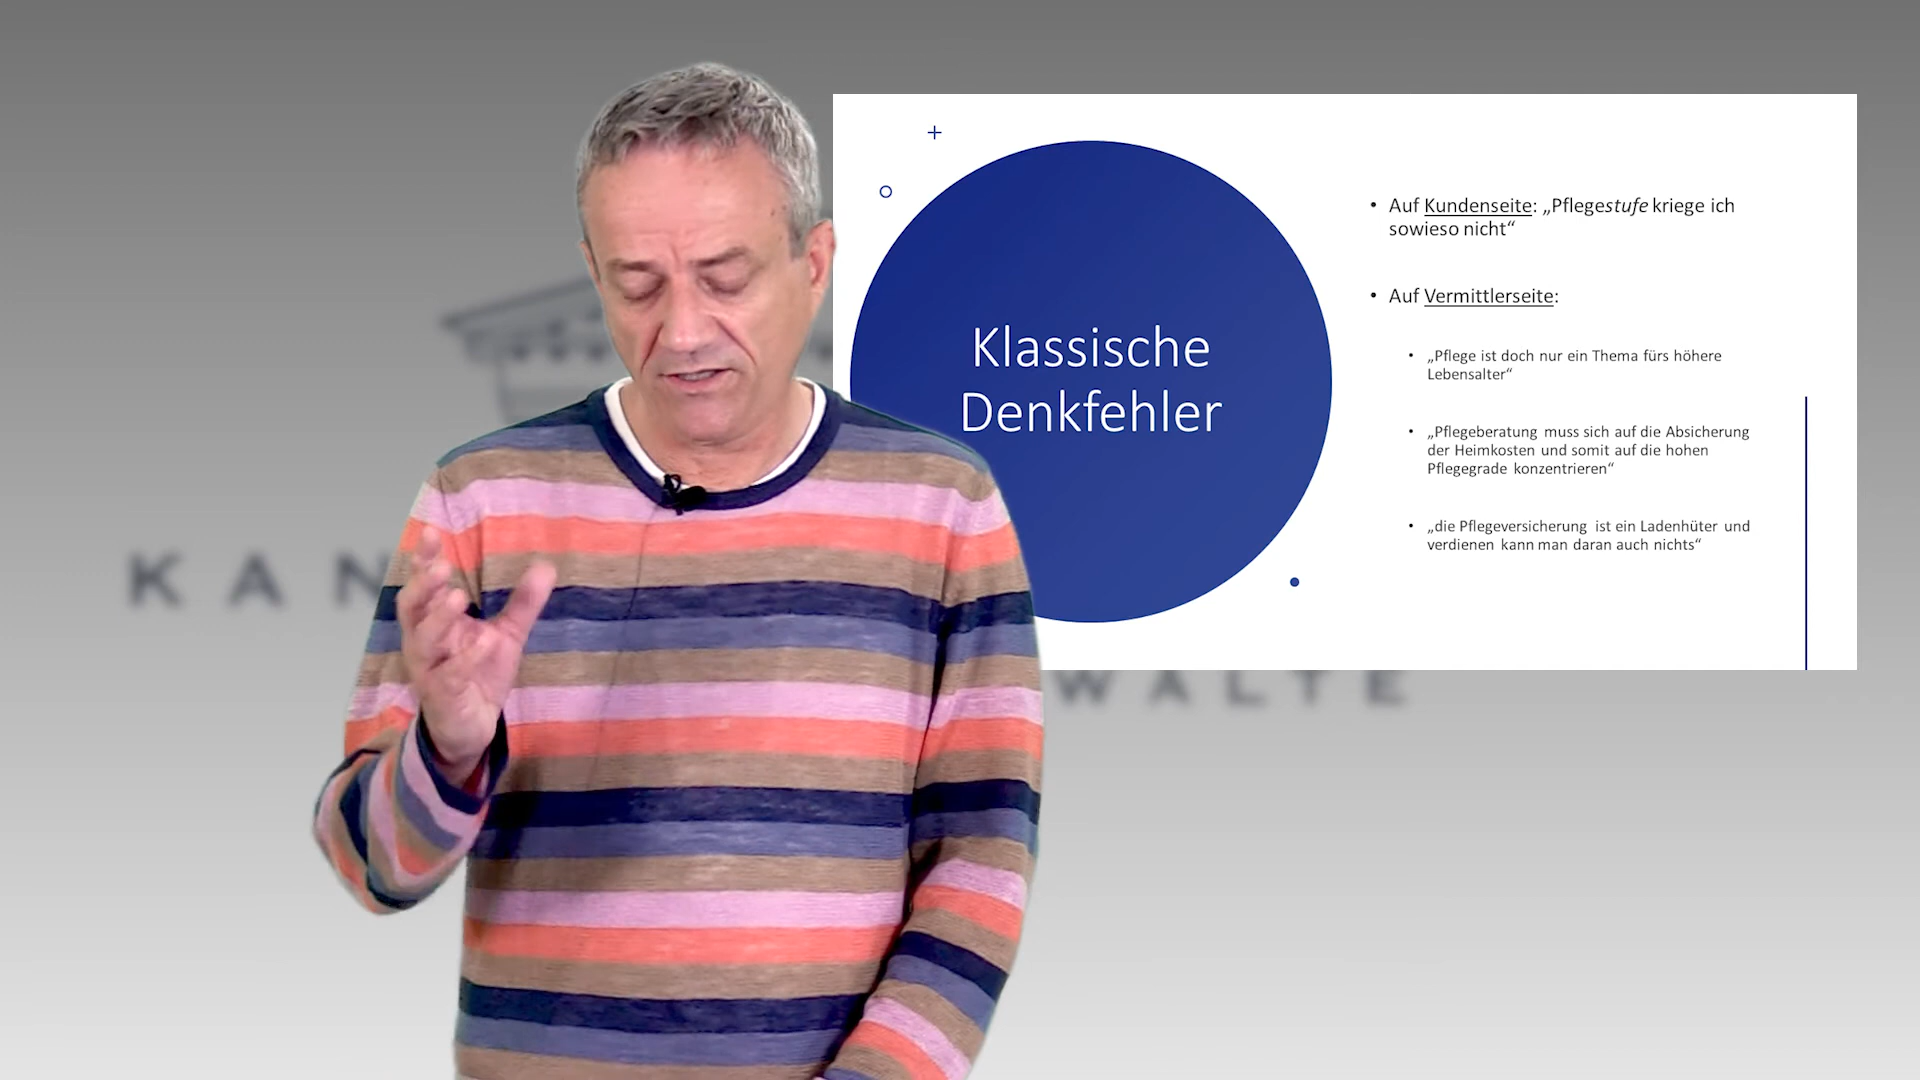 Klassische
Denkfehler
• Auf Kundenseite: „Pflegestufe kriege ich
sowieso nicht“
• Auf Vermittlerseite:
• „Pflege ist doch nur ein Thema fürs höhere
Lebensalter“
• „Pflegeberatung muss sich auf die Absicherung
der Heimkosten und somit auf die hohen
Pflegegrade konzentrieren“
• „die Pflegeversicherung ist ein Ladenhüter und
verdienen kann man daran auch nichts“
KAN
WÄLTE